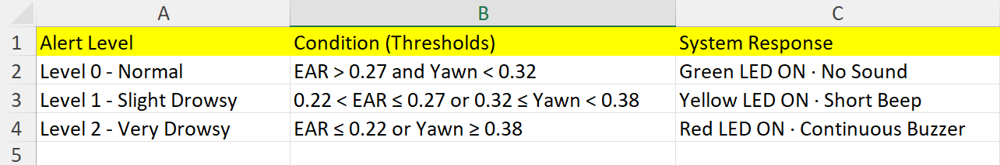 A B C
1 Alert Level Condition (Thresholds) System Response
2 Level 0 - Normal EAR > 0.27 and Yawn < 0.32 Green LED ON · No Sound
3 Level 1 - Slight Drowsy 0.22 < EAR ≤ 0.27 or 0.32 ≤ Yawn < 0.38 Yellow LED ON · Short Beep
4 Level 2 - Very Drowsy EAR ≤ 0.22 or Yawn ≥ 0.38 Red LED ON · Continuous Buzzer
5